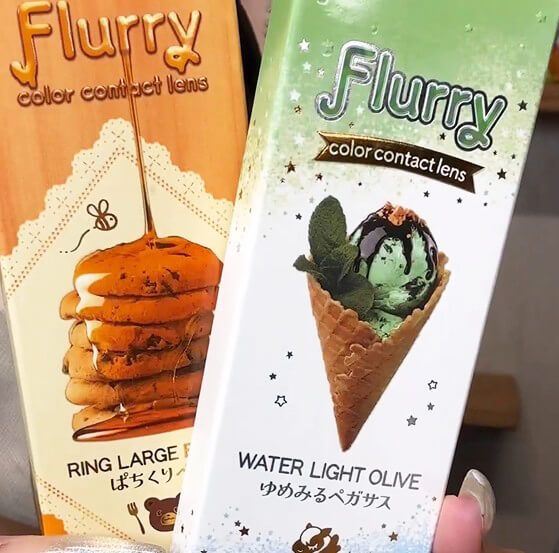 Flurry
color contact lens
RING LARGE
ぱちくり
Flurry
color contact lens
WATER LIGHT OLIVE
ゆめみるペガサス